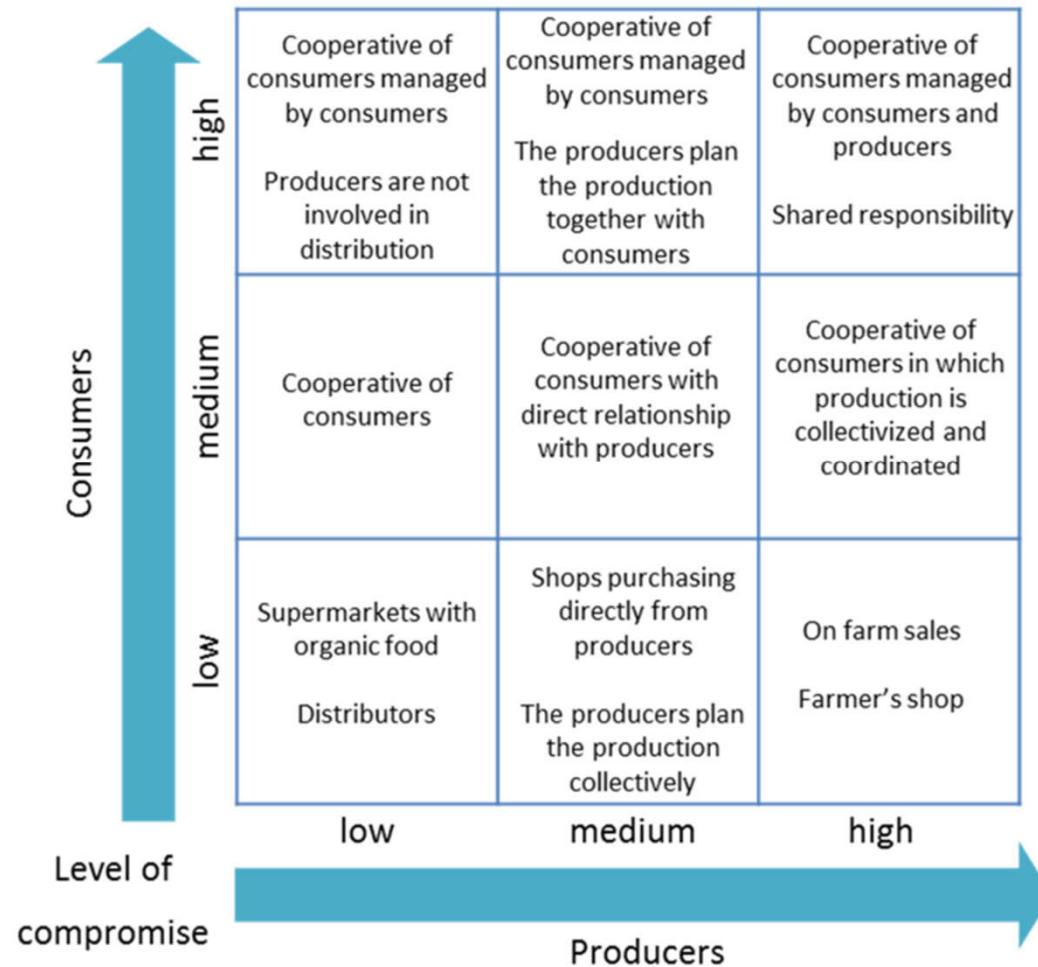 Cooperative of
consumers managed
by consumers
Producers are not
involved in
distribution
Cooperative of
consumers managed
by consumers
The producers plan
the production
together with
consumers
Cooperative of
consumers managed
by consumers and
producers
Shared responsibility
high
Cooperative of
consumers
Cooperative of
consumers with
direct relationship
with producers
Cooperative of
consumers in which
production is
collectivized and
coordinated
medium
Consumers
Supermarkets with
organic food
Distributors
Shops purchasing
directly from
producers
The producers plan
the production
collectively
On farm sales
Farmer's shop
low
low
medium
high
Level of
compromise
Producers